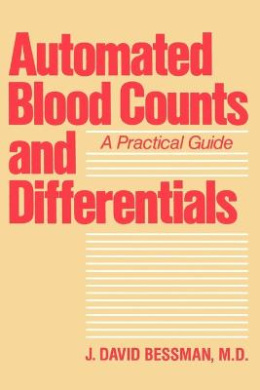 Automated
Blood Counts
and A Practical Guide
Differentials
J. DAVID BESSMAN, M.D.